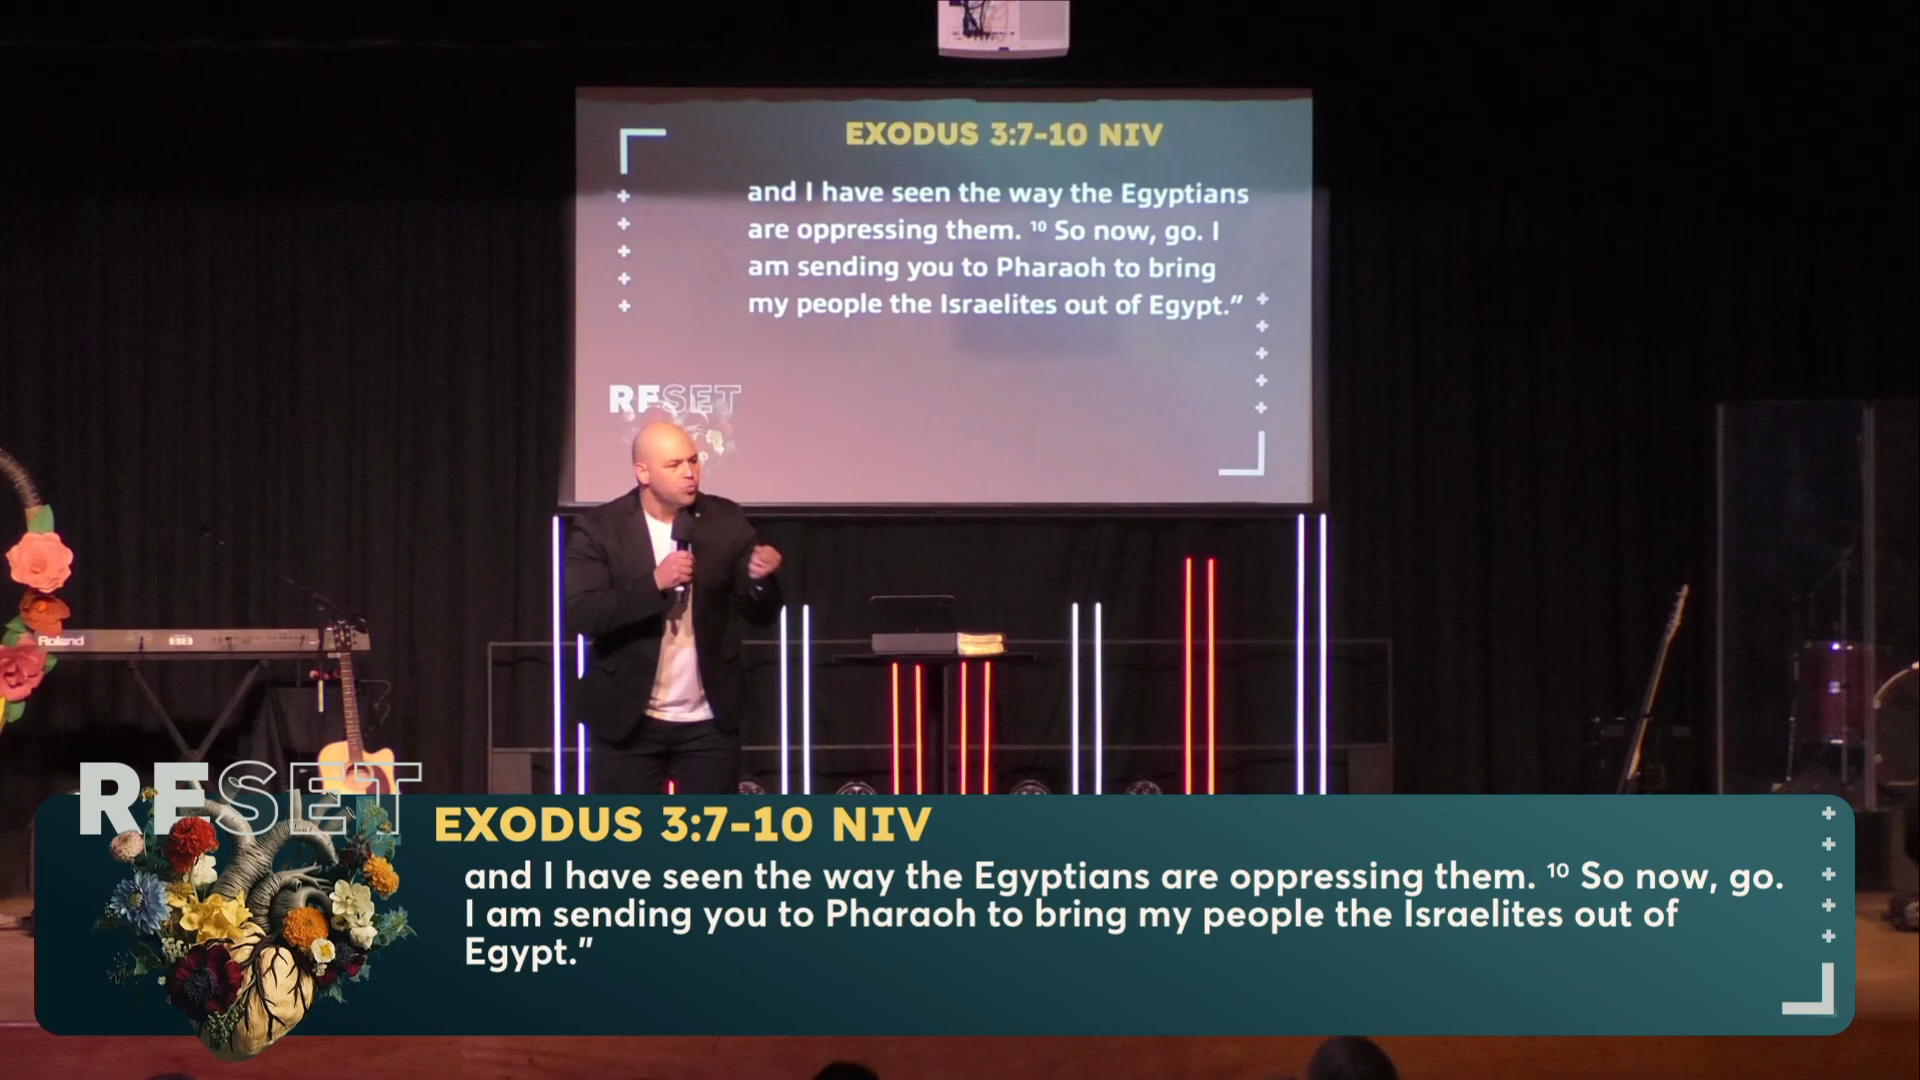 EXODUS 3:7-10 NIV
and I have seen the way the Egyptians
are oppressing them. ¹⁰ So now, go. I
am sending you to Pharaoh to bring
my people the Israelites out of Egypt.”
RESET
Roland
RESET
EXODUS 3:7-10 NIV
and I have seen the way the Egyptians are oppressing them. ¹⁰ So now, go.
I am sending you to Pharaoh to bring my people the Israelites out of
Egypt.”